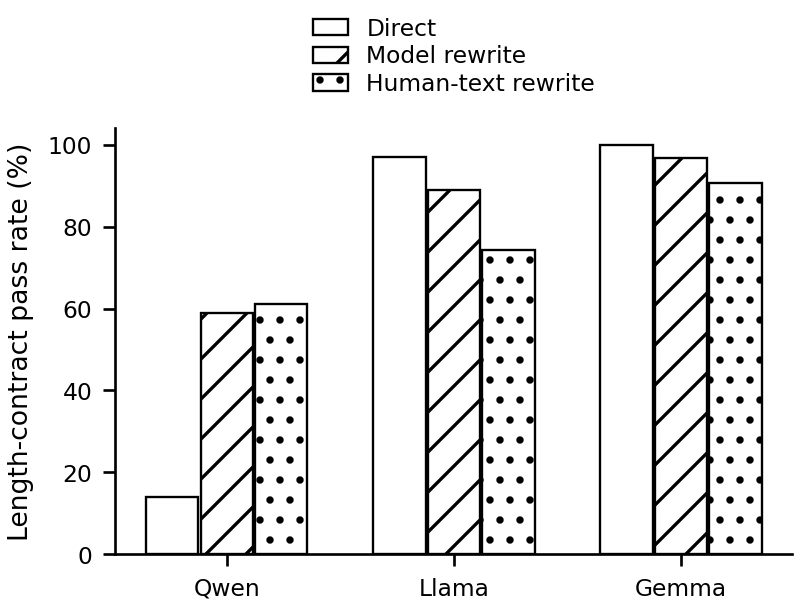 Direct
Model rewrite
Human-text rewrite
Length-contract pass rate (%)
100
80
60
40
20
0
Qwen
Llama
Gemma